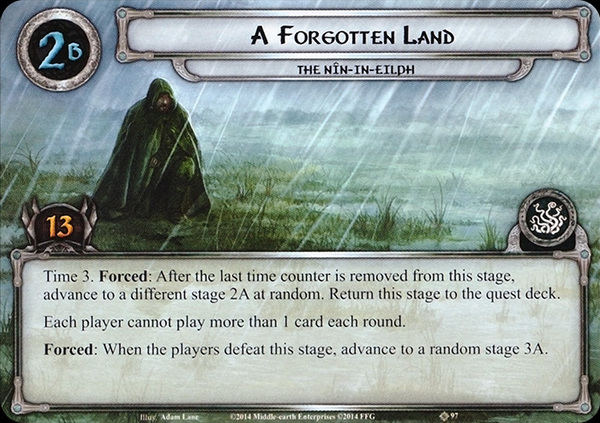 2B
A Forgotten Land
The Nîn-in-Eilph
13
Time 3. Forced: After the last time counter is removed from this stage,
advance to a different stage 2A at random. Return this stage to the quest deck.
Each player cannot play more than 1 card each round.
Forced: When the players defeat this stage, advance to a random stage 3A.
Illus. Adam Lane ©2014 Middle-earth Enterprises ©2014 FFG 97